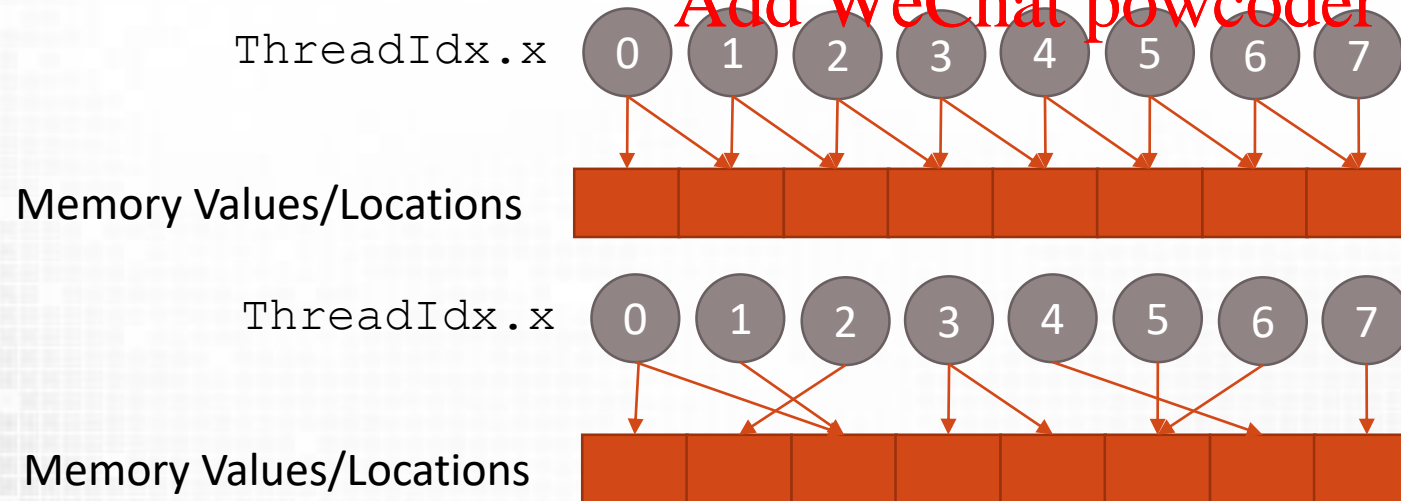 Add WeChat powcoder
ThreadIdx.x 0 1 2 3 4 5 6 7
Memory Values/Locations
ThreadIdx.x 0 1 2 3 4 5 6 7
Memory Values/Locations